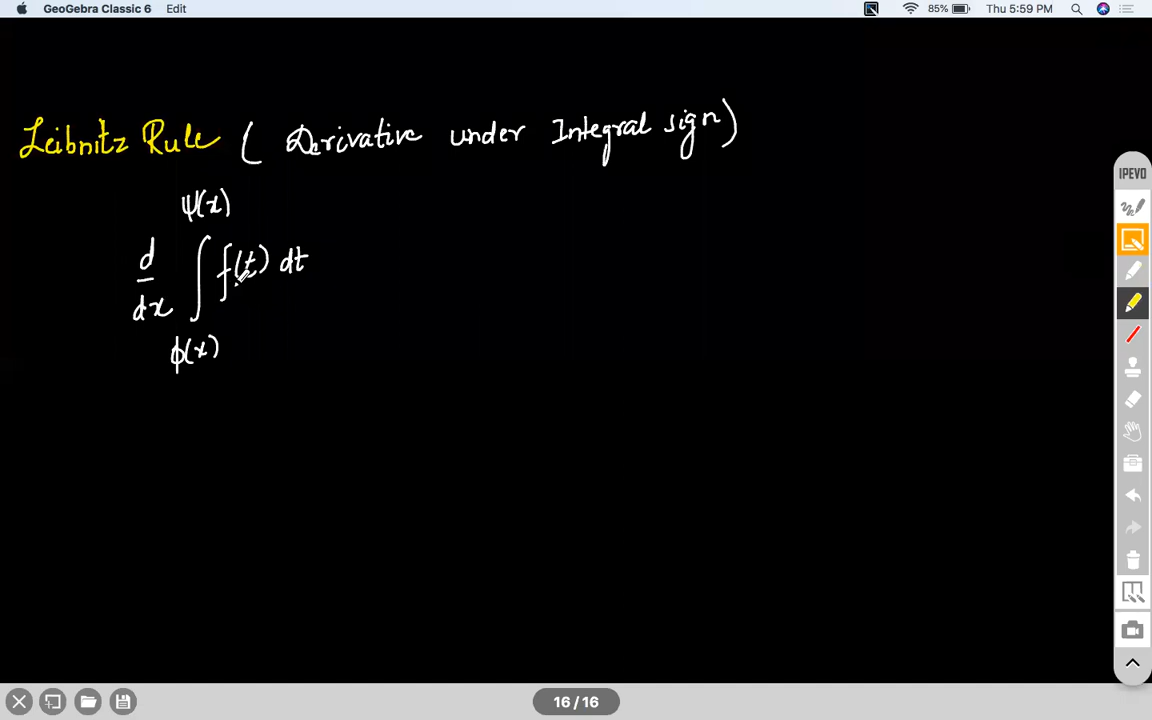 GeoGebra Classic 6 Edit 85% Thu 5:59 PM
Leibnitz Rule ( Derivative under Integral sign)
ψ(x)
d/dx ∫ f(t) dt
ϕ(x)
IPEVO
16 / 16